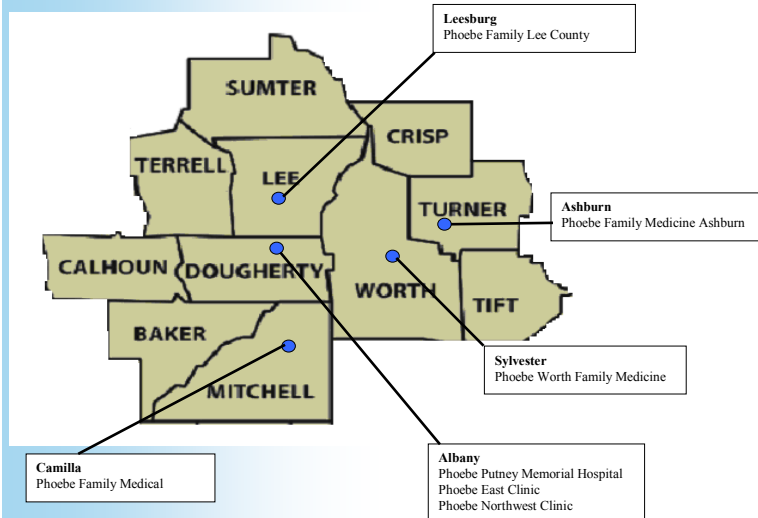 Leesburg
Phoebe Family Lee County
SUMTER
CRISP
TERRELL
LEE
TURNER
Ashburn
Phoebe Family Medicine Ashburn
CALHOUN
DOUGHERTY
WORTH
TIFT
BAKER
MITCHELL
Sylvester
Phoebe Worth Family Medicine
Camilla
Phoebe Family Medical
Albany
Phoebe Putney Memorial Hospital
Phoebe East Clinic
Phoebe Northwest Clinic